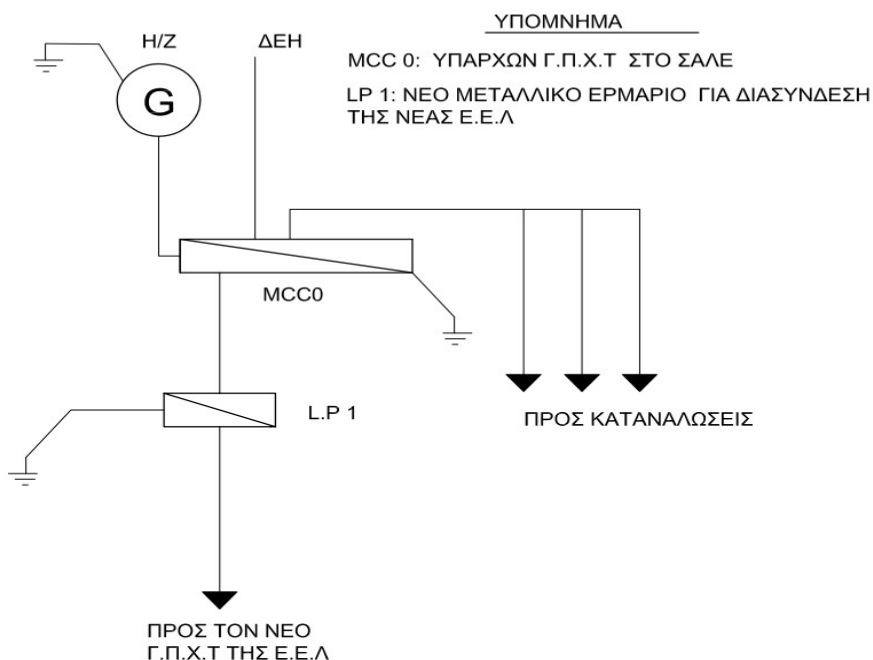 ΥΠΟΜΝΗΜΑ
Η/Ζ
ΔΕΗ
MCC 0: ΥΠΑΡΧΩΝ Γ.Π.Χ.Τ ΣΤΟ ΣΑΛΕ
LP 1: ΝΕΟ ΜΕΤΑΛΛΙΚΟ ΕΡΜΑΡΙΟ ΓΙΑ ΔΙΑΣΥΝΔΕΣΗ
ΤΗΣ ΝΕΑΣ Ε.Ε.Λ
G
MCC0
L.P 1
ΠΡΟΣ ΚΑΤΑΝΑΛΩΣΕΙΣ
ΠΡΟΣ ΤΟΝ ΝΕΟ
Γ.Π.Χ.Τ ΤΗΣ Ε.Ε.Λ